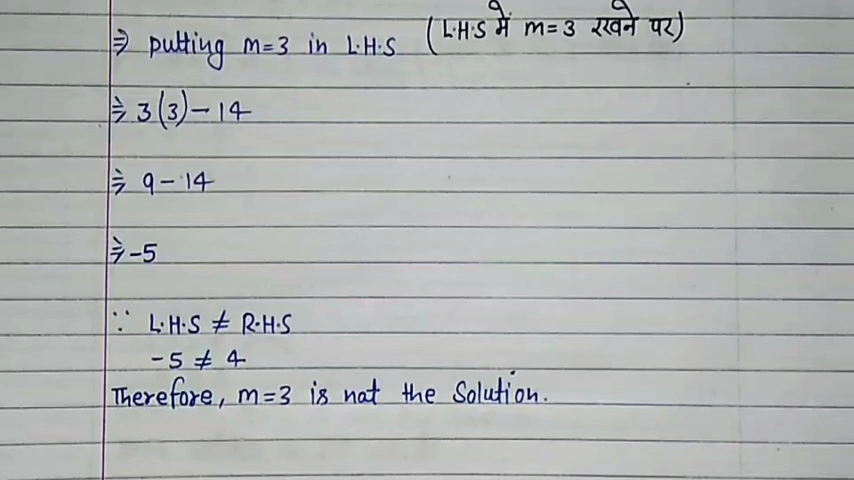 ⇒ putting m=3 in L.H.S (L.H.S में m=3 रखने पर)
⇒ 3(3)-14
⇒ 9-14
⇒ -5
∵ L.H.S ≠ R.H.S
-5 ≠ 4
Therefore, m=3 is not the Solution.